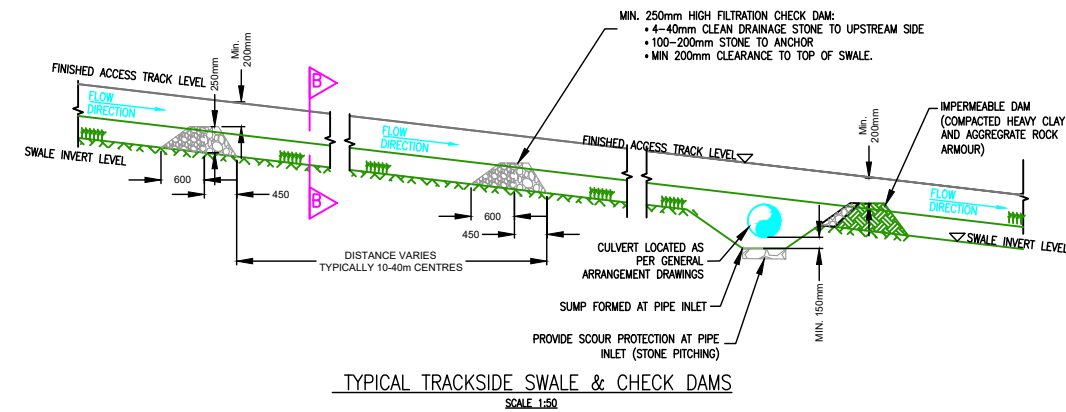 MIN. 250mm HIGH FILTRATION CHECK DAM:
• 4-40mm CLEAN DRAINAGE STONE TO UPSTREAM SIDE
• 100-200mm STONE TO ANCHOR
• MIN 200mm CLEARANCE TO TOP OF SWALE.
Min.
200mm
250mm
FINISHED ACCESS TRACK LEVEL
FLOW
DIRECTION
B
SWALE INVERT LEVEL
600
450
B
FLOW
DIRECTION
FINISHED ACCESS TRACK LEVEL
600
450
DISTANCE VARIES
TYPICALLY 10-40m CENTRES
Min.
200mm
IMPERMEABLE DAM
(COMPACTED HEAVY CLAY
AND AGGREGRATE ROCK
ARMOUR)
FLOW
DIRECTION
SWALE INVERT LEVEL
CULVERT LOCATED AS
PER GENERAL
ARRANGEMENT DRAWINGS
SUMP FORMED AT PIPE INLET
MIN. 150mm
PROVIDE SCOUR PROTECTION AT PIPE
INLET (STONE PITCHING)
TYPICAL TRACKSIDE SWALE & CHECK DAMS
SCALE 1:50